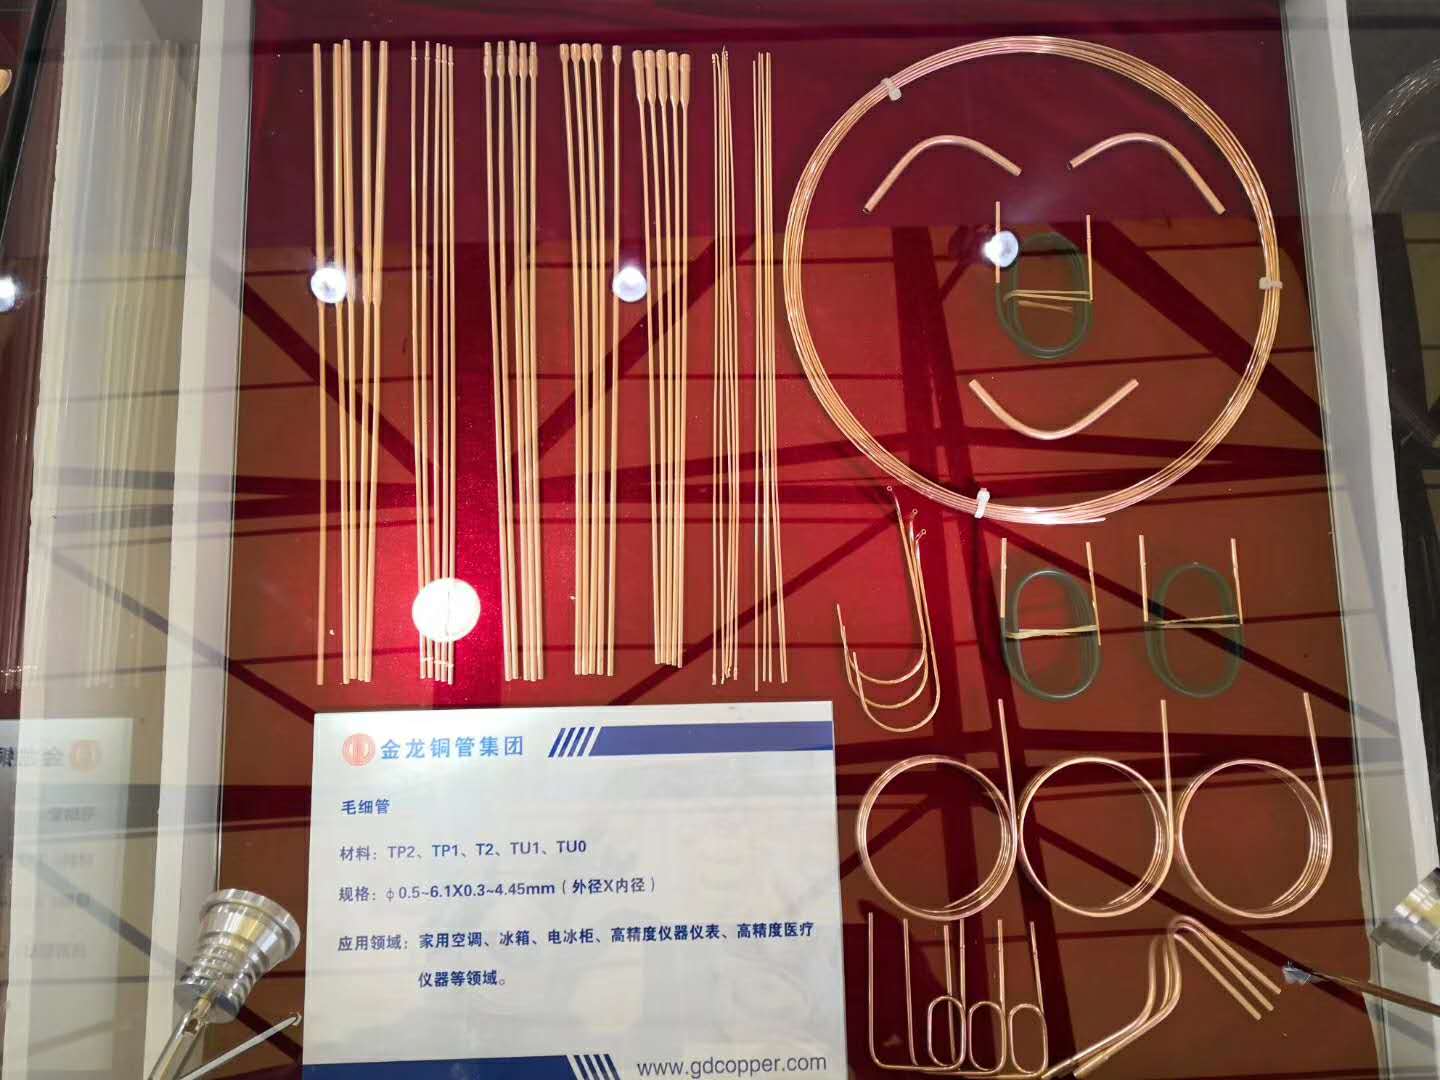 金龙铜管集团
毛细管
材料：TP2、TP1、T2、TU1、TU0
规格：φ0.5~6.1X0.3~4.45mm（外径X内径）
应用领域：家用空调、冰箱、电冰柜、高精度仪器仪表、高精度医疗
仪器等领域。
www.gdcopper.com